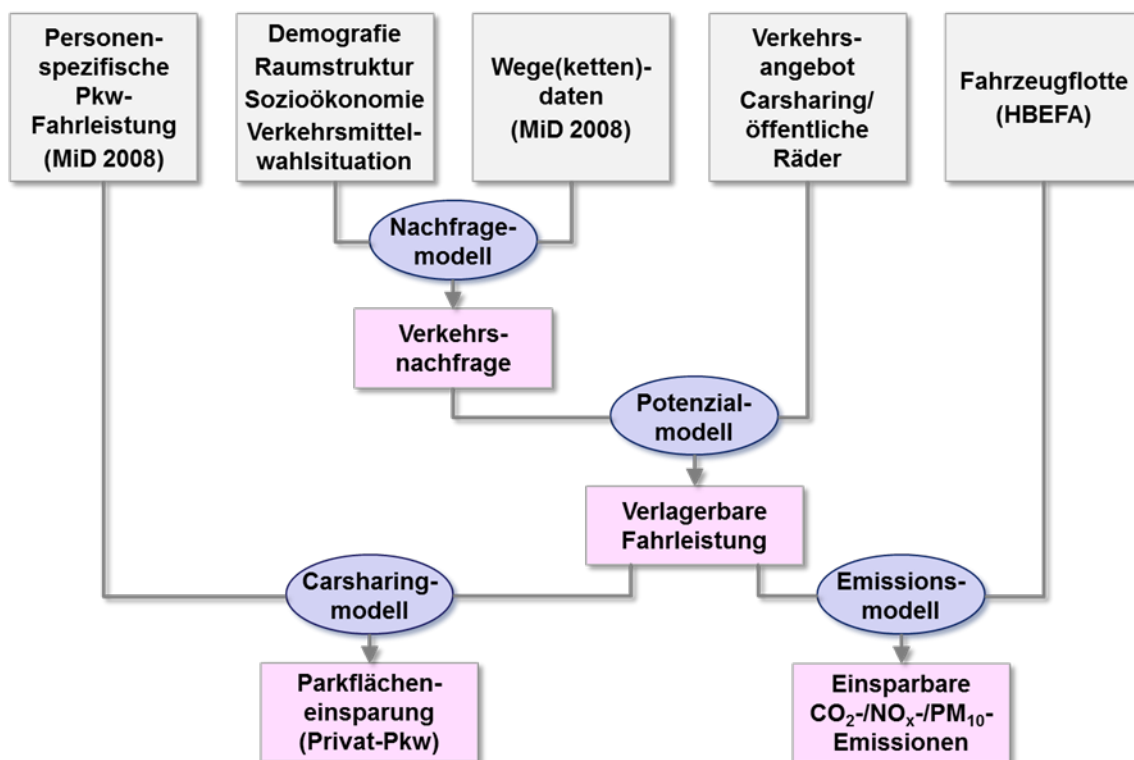 Personen-
spezifische
Pkw-
Fahrleistung
(MiD 2008)
Demografie
Raumstruktur
Sozioökonomie
Verkehrsmittel-
wahlsituation
Wege(ketten)-
daten
(MiD 2008)
Verkehrs-
angebot
Carsharing/
öffentliche
Räder
Fahrzeugflotte
(HBEFA)
Nachfrage-
modell
Verkehrs-
nachfrage
Potenzial-
modell
Verlagerbare
Fahrleistung
Carsharing-
modell
Emissions-
modell
Parkflächen-
einsparung
(Privat-Pkw)
Einsparbare
CO₂-/NOₓ-/PM₁₀-
Emissionen